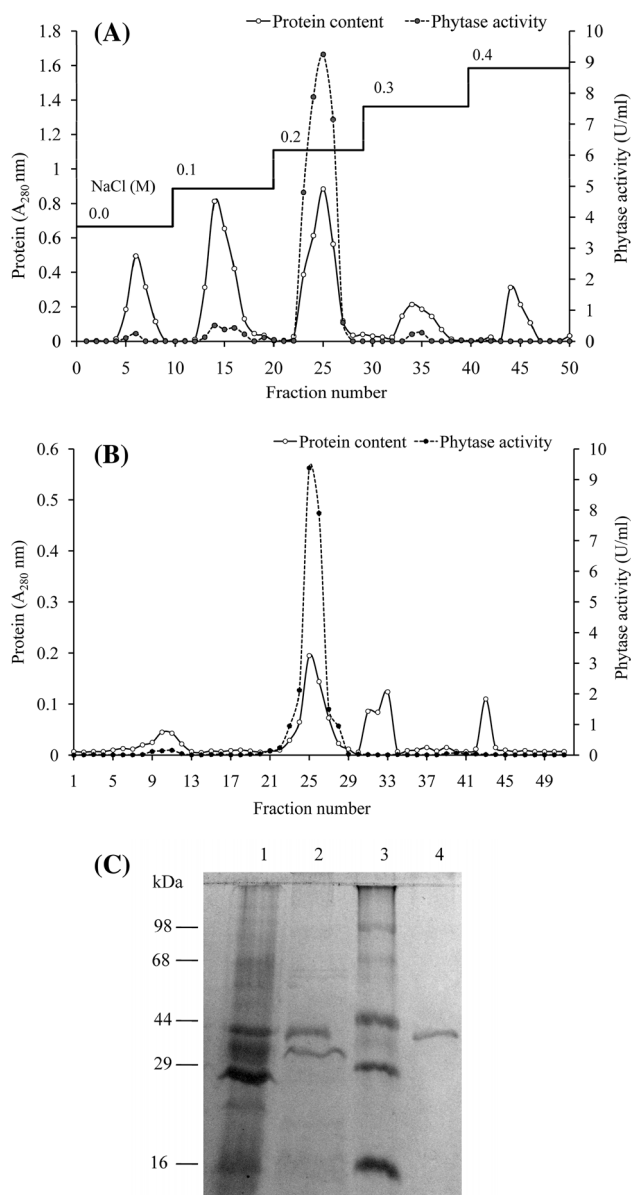 (A)
Protein content
Phytase activity
1.8
1.6
1.4
1.2
1
0.8
0.6
0.4
0.2
0
Protein (A280 nm)
10
9
8
7
6
5
4
3
2
1
0
Phytase activity (U/ml)
NaCl (M)
0.0
0.1
0.2
0.3
0.4
0 5 10 15 20 25 30 35 40 45 50
Fraction number
(B)
Protein content
Phytase activity
0.6
0.5
0.4
0.3
0.2
0.1
0
Protein (A280 nm)
10
9
8
7
6
5
4
3
2
1
0
Phytase activity (U/ml)
1 5 9 13 17 21 25 29 33 37 41 45 49
Fraction number
(C)
1 2 3 4
kDa
98
68
44
29
16